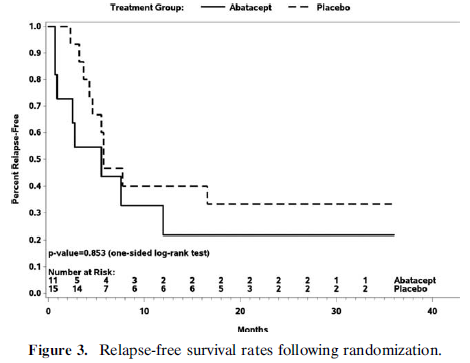 Treatment Group: Abatacept Placebo
Percent Relapse-Free
1.0
0.9
0.8
0.7
0.6
0.5
0.4
0.3
0.2
0.1
0.0
p-value=0.853 (one-sided log-rank test)
Number at Risk:
11 5 4 3 2 2 2 2 2 2 1 1 Abatacept
15 14 7 6 6 6 5 3 2 2 2 2 Placebo
0 10 20 30 40
Months
Figure 3. Relapse-free survival rates following randomization.